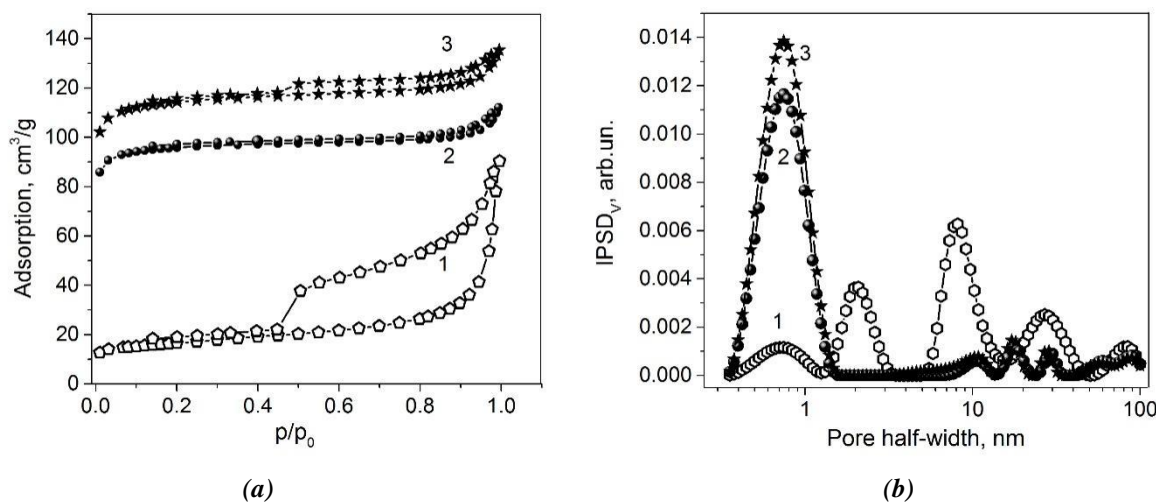 140
120
100
80
60
40
20
0
0.0 0.2 0.4 0.6 0.8 1.0
Adsorption, cm³/g
p/p₀
3
2
1
(a)
0.014
0.012
0.010
0.008
0.006
0.004
0.002
0.000
1 10 100
IPSDᵥ, arb.un.
Pore half-width, nm
3
2
1
(b)